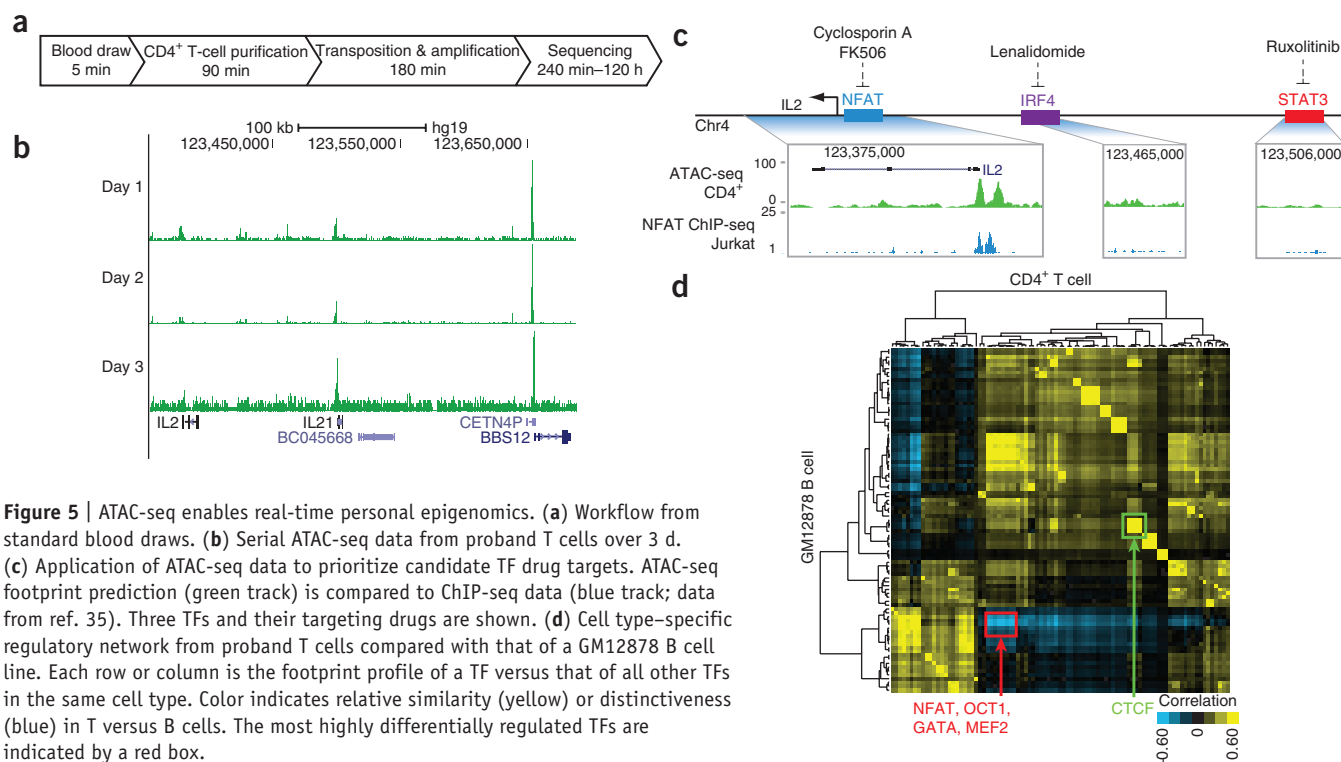 a
Blood draw
5 min
CD4+ T-cell purification
90 min
Transposition & amplification
180 min
Sequencing
240 min–120 h
b
100 kb
hg19
123,450,000
123,550,000
123,650,000
Day 1
Day 2
Day 3
IL2
IL21
CETN4P
BC045668
BBS12
c
Cyclosporin A
FK506
Lenalidomide
Ruxolitinib
IL2
NFAT
IRF4
STAT3
Chr4
123,375,000
123,465,000
123,506,000
100
ATAC-seq
CD4+
IL2
0
25
NFAT ChIP-seq
Jurkat
1
d
CD4+ T cell
GM12878 B cell
NFAT, OCT1,
GATA, MEF2
CTCF
Correlation
-0.60
0
0.60
Figure 5 | ATAC-seq enables real-time personal epigenomics. (a) Workflow from
standard blood draws. (b) Serial ATAC-seq data from proband T cells over 3 d.
(c) Application of ATAC-seq data to prioritize candidate TF drug targets. ATAC-seq
footprint prediction (green track) is compared to ChIP-seq data (blue track; data
from ref. 35). Three TFs and their targeting drugs are shown. (d) Cell type–specific
regulatory network from proband T cells compared with that of a GM12878 B cell
line. Each row or column is the footprint profile of a TF versus that of all other TFs
in the same cell type. Color indicates relative similarity (yellow) or distinctiveness
(blue) in T versus B cells. The most highly differentially regulated TFs are
indicated by a red box.